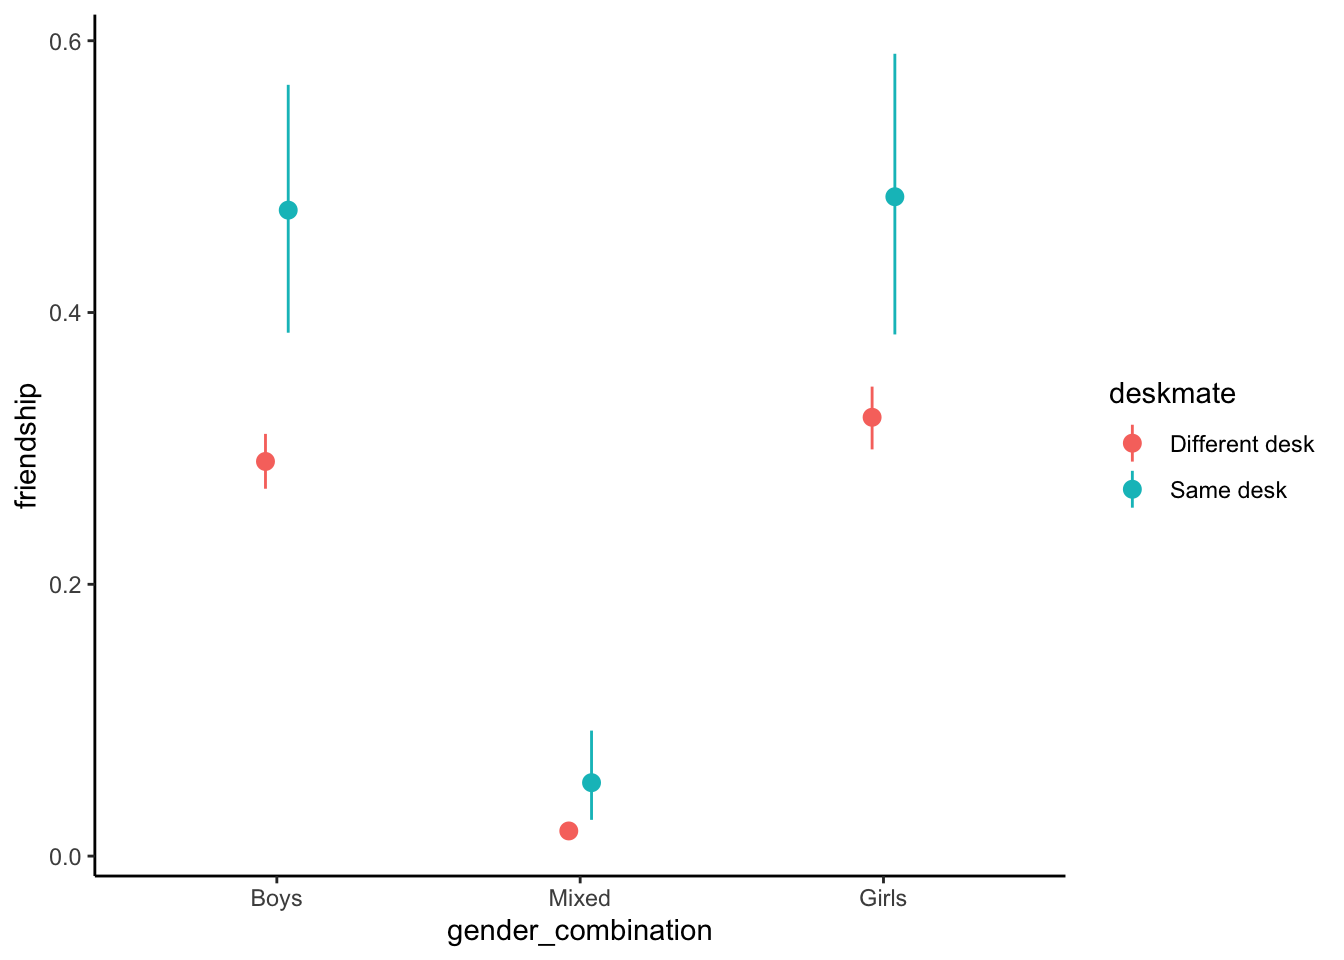 0.6
0.4
0.2
0.0
friendship
Boys
Mixed
Girls
gender_combination
deskmate
Different desk
Same desk